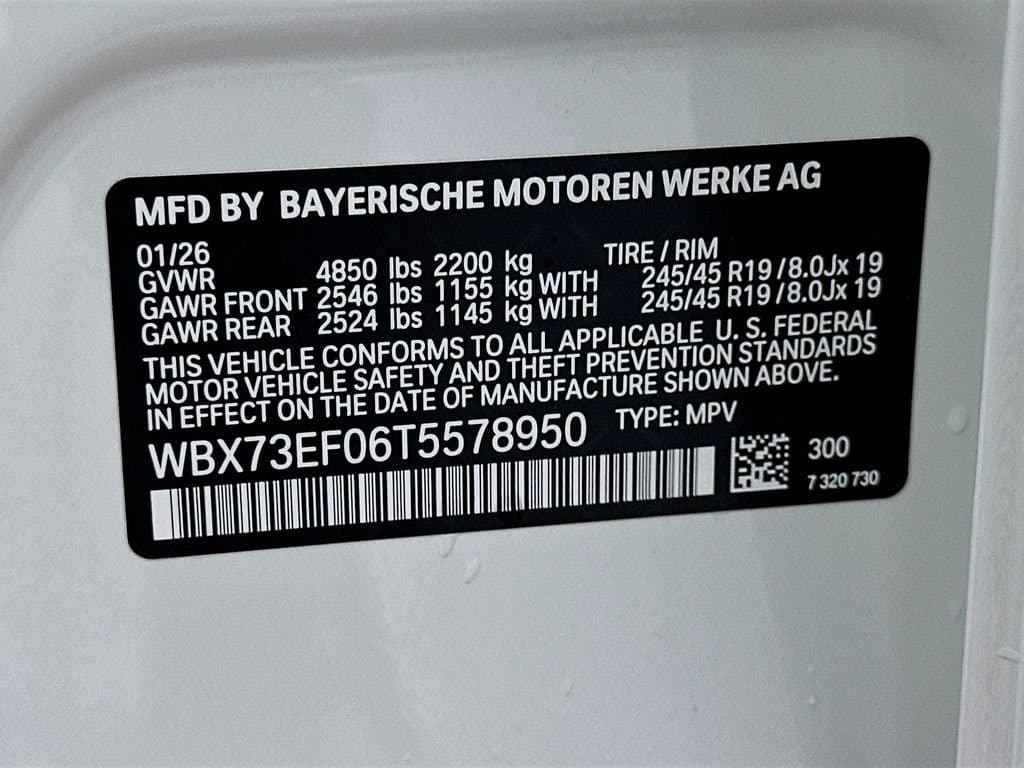 MFD BY BAYERISCHE MOTOREN WERKE AG
01/26 TIRE / RIM
GVWR 4850 lbs 2200 kg
GAWR FRONT 2546 lbs 1155 kg WITH 245/45 R19 / 8.0Jx 19
GAWR REAR 2524 lbs 1145 kg WITH 245/45 R19 / 8.0Jx 19
THIS VEHICLE CONFORMS TO ALL APPLICABLE U. S. FEDERAL
MOTOR VEHICLE SAFETY AND THEFT PREVENTION STANDARDS
IN EFFECT ON THE DATE OF MANUFACTURE SHOWN ABOVE.
WBX73EF06T5578950 TYPE: MPV
300
7 320 730